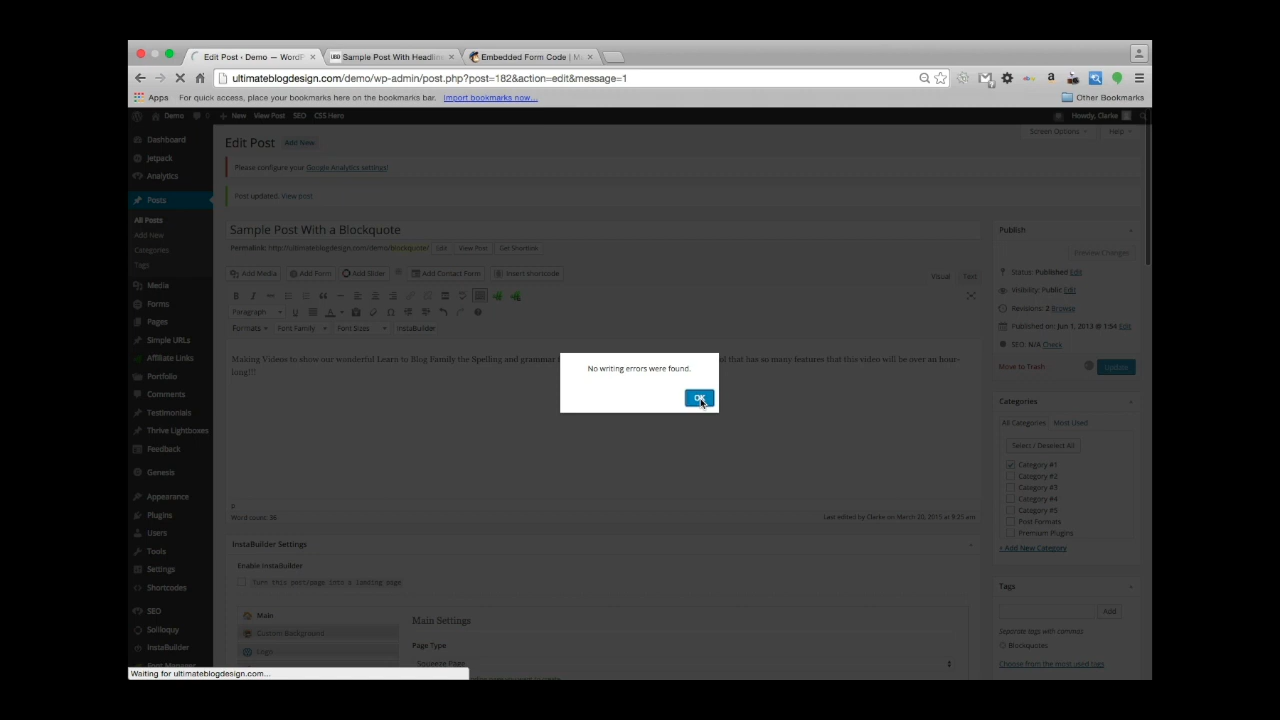 Edit Post ‹ Demo — WordP
Sample Post With Headlin
Embedded Form Code | M
ultimateblogdesign.com/demo/wp-admin/post.php?post=182&action=edit&message=1
Apps For quick access, place your bookmarks here on the bookmarks bar. Import bookmarks now... Other Bookmarks
Demo New View Post SEO CSS Hero Howdy, Clarke
Screen Options Help
Edit Post Add New
Please configure your Google Analytics settings!
Post updated. View post
Dashboard
Jetpack
Analytics
Posts
All Posts
Add New
Categories
Tags
Media
Forms
Pages
Simple URLs
Affiliate Links
Portfolio
Comments
Testimonials
Thrive Lightboxes
Feedback
Genesis
Appearance
Plugins
Users
Tools
Settings
Shortcodes
SEO
Soliloquy
InstaBuilder
Font Manager
Sample Post With a Blockquote
Permalink: http://ultimateblogdesign.com/demo/blockquote/ Edit View Post Get Shortlink
Add Media Add Form Add Slider Add Contact Form Insert shortcode
Visual Text
Paragraph
Formats Font Family Font Sizes InstaBuilder
Making Videos to show our wonderful Learn to Blog Family the Spelling and grammar
d that has so many features that this video will be over an hour-
long!!!
No writing errors were found.
OK
p
Word count: 36 Last edited by Clarke on March 20, 2015 at 9:23 am
InstaBuilder Settings
Enable InstaBuilder
Turn this post/page into a landing page
Main
Custom Background
Logo
Main Settings
Page Type
Squeeze Page
Publish
Preview Changes
Status: Published Edit
Visibility: Public Edit
Revisions: 2 Browse
Published on: Jun 1, 2013 @ 1:54 Edit
SEO: N/A Check
Move to Trash Update
Categories
All Categories Most Used
Select / Deselect All
Category #1
Category #2
Category #3
Category #4
Category #5
Post Formats
Premium Plugins
+ Add New Category
Tags
Add
Separate tags with commas
Blockquotes
Choose from the most used tags
Waiting for ultimateblogdesign.com...